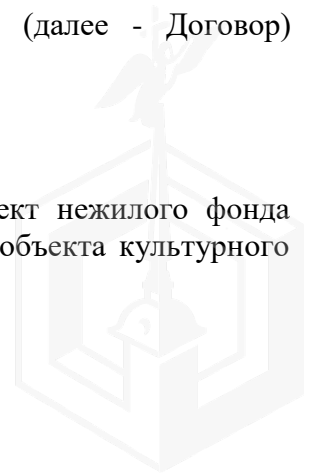 (далее - Договор)
ект нежилого фонда
объекта культурного